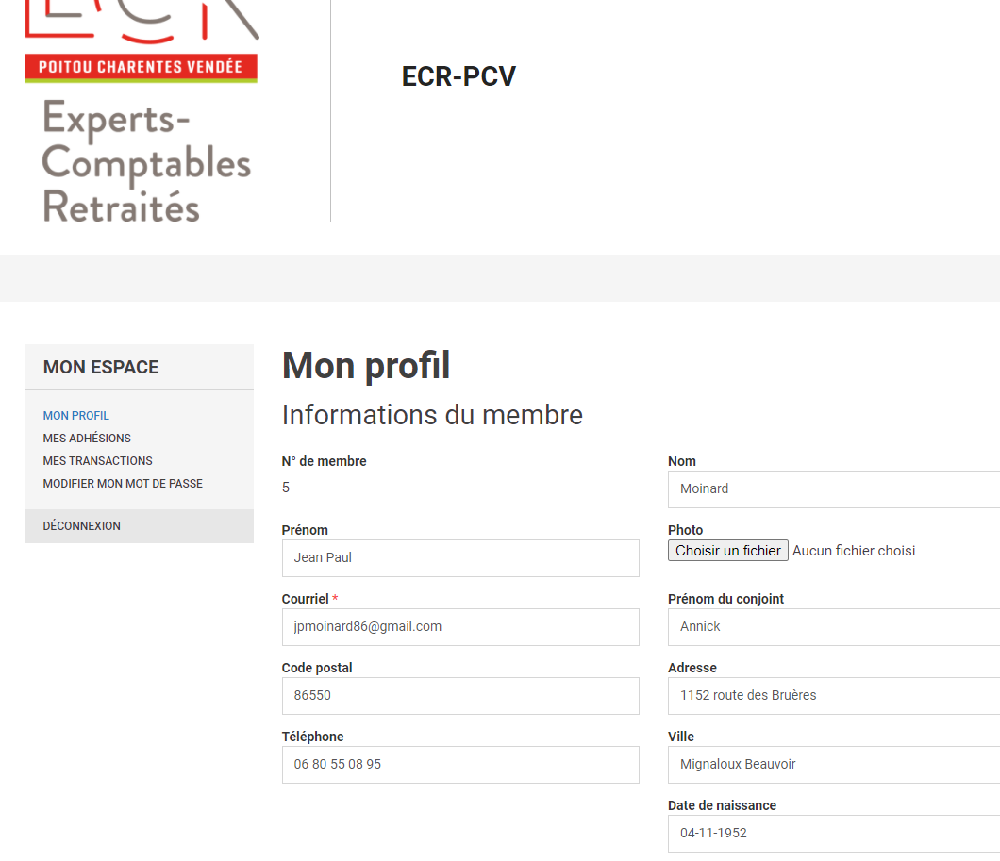 ECR
POITOU CHARENTES VENDÉE
Experts-
Comptables
Retraités
ECR-PCV
MON ESPACE
MON PROFIL
MES ADHÉSIONS
MES TRANSACTIONS
MODIFIER MON MOT DE PASSE
DÉCONNEXION
Mon profil
Informations du membre
N° de membre
5
Nom
Moinard
Prénom
Jean Paul
Photo
Choisir un fichier Aucun fichier choisi
Courriel *
jpmoinard86@gmail.com
Prénom du conjoint
Annick
Code postal
86550
Adresse
1152 route des Bruères
Téléphone
06 80 55 08 95
Ville
Mignaloux Beauvoir
Date de naissance
04-11-1952